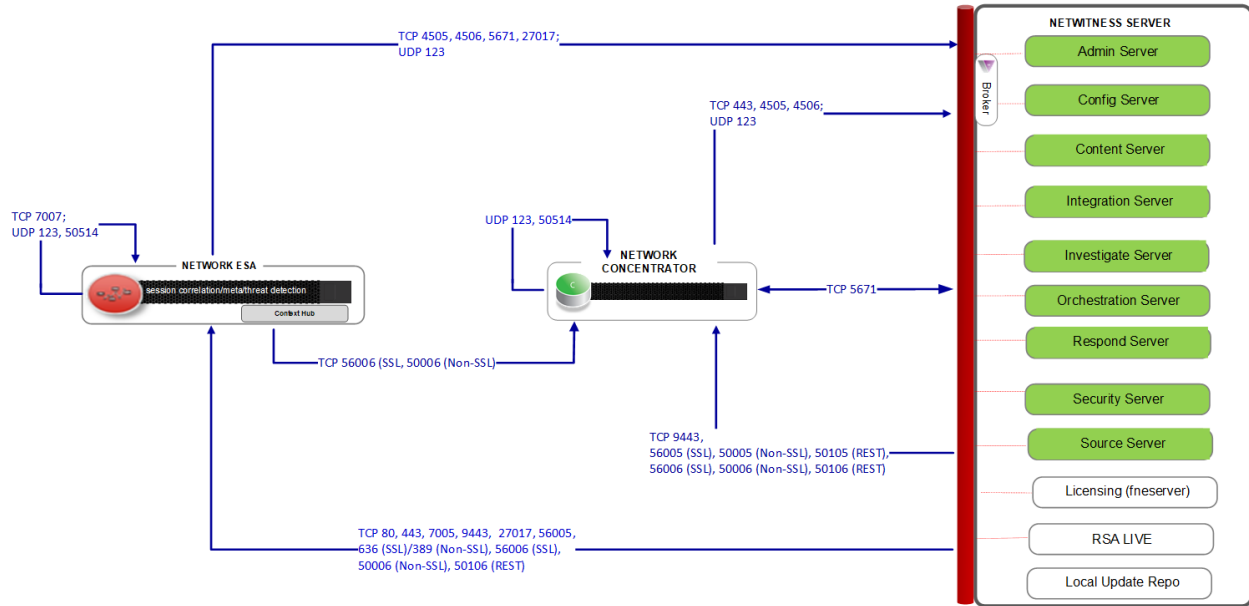 NETWITNESS SERVER
TCP 4505, 4506, 5671, 27017;
UDP 123
Admin Server
Broker
Config Server
TCP 443, 4505, 4506;
UDP 123
Content Server
Integration Server
TCP 7007;
UDP 123, 50514
UDP 123, 50514
NETWORK ESA
session correlation/meta/threat detection
Context Hub
NETWORK
CONCENTRATOR
C
Investigate Server
TCP 5671
Orchestration Server
Respond Server
TCP 56006 (SSL, 50006 (Non-SSL)
Security Server
TCP 9443,
56005 (SSL), 50005 (Non-SSL), 50105 (REST),
56006 (SSL), 50006 (Non-SSL), 50106 (REST)
Source Server
Licensing (fneserver)
TCP 80, 443, 7005, 9443, 27017, 56005,
636 (SSL)/389 (Non-SSL), 56006 (SSL),
50006 (Non-SSL), 50106 (REST)
RSA LIVE
Local Update Repo